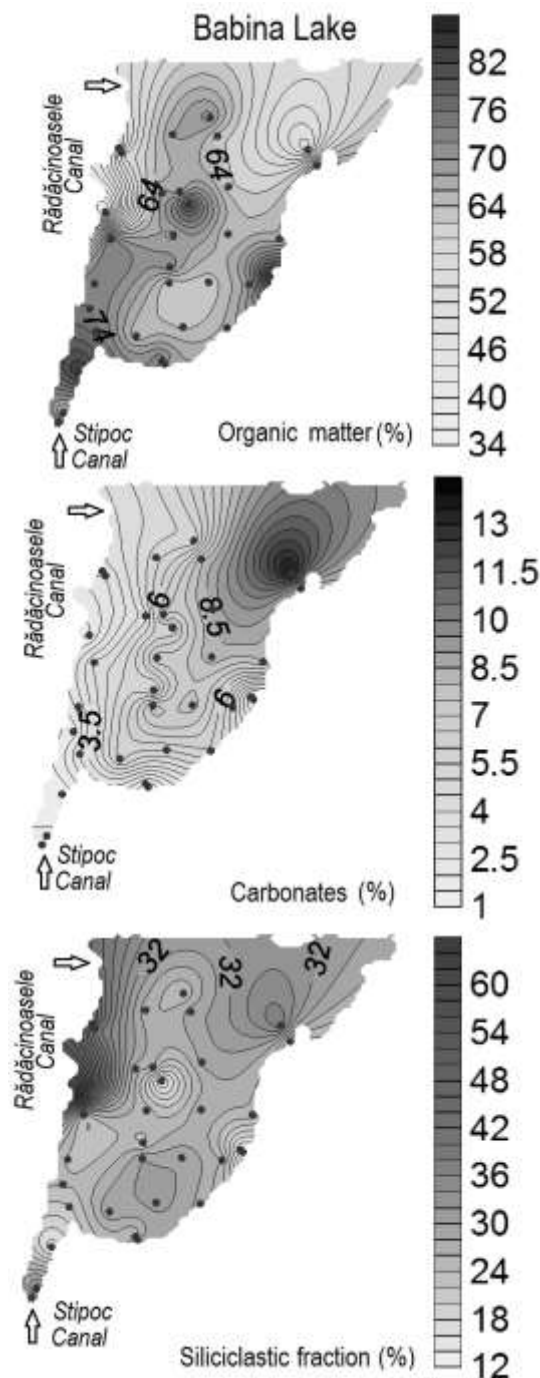 Babina Lake
Rădăcinoasele
Canal
64
64
74
Stipoc
Canal
Organic matter (%)
82
76
70
64
58
52
46
40
34
Rădăcinoasele
Canal
6
8.5
6
3.5
Stipoc
Canal
Carbonates (%)
13
11.5
10
8.5
7
5.5
4
2.5
1
Rădăcinoasele
Canal
32
32
32
Stipoc
Canal
Siliciclastic fraction (%)
60
54
48
42
36
30
24
18
12